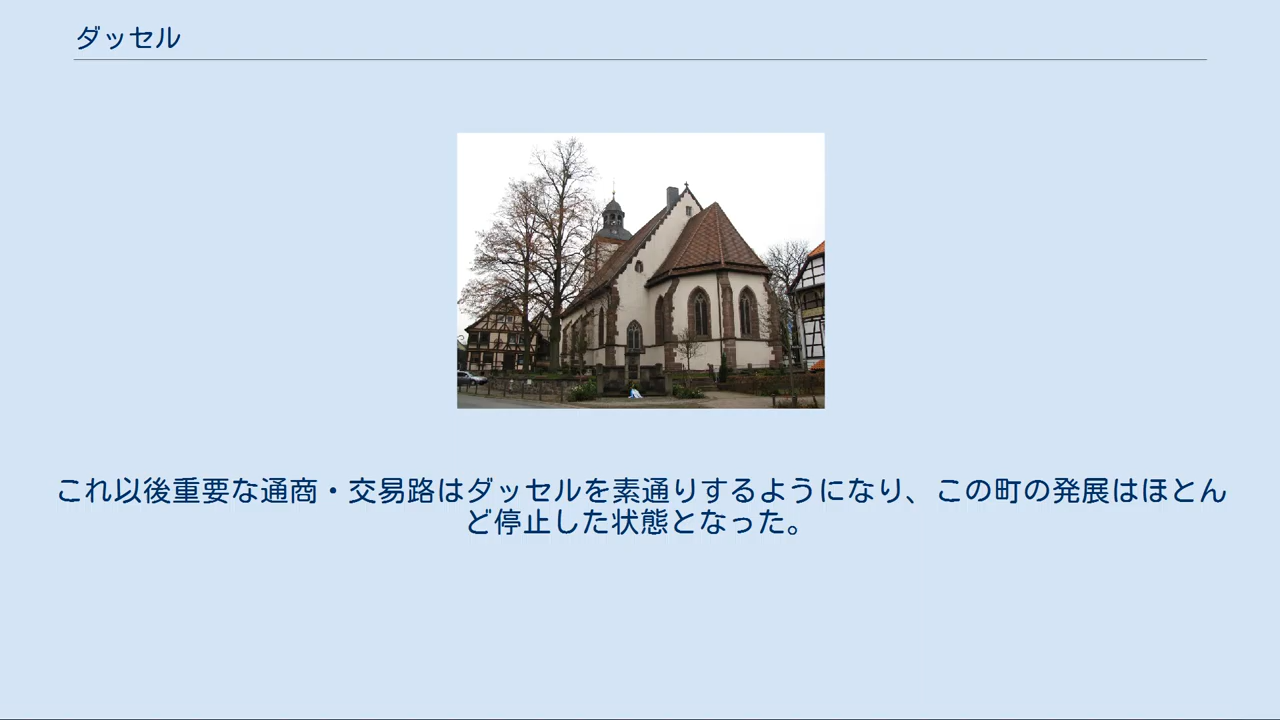 ダッセル
これ以後重要な通商・交易路はダッセルを素通りするようになり、この町の発展はほとん
ど停止した状態となった。